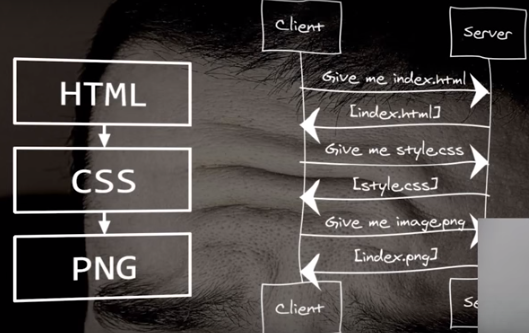 HTML
CSS
PNG
Client
Server
Give me index.html
[index.html]
Give me style.css
[style.css]
Give me image.png
[index.png]
Client